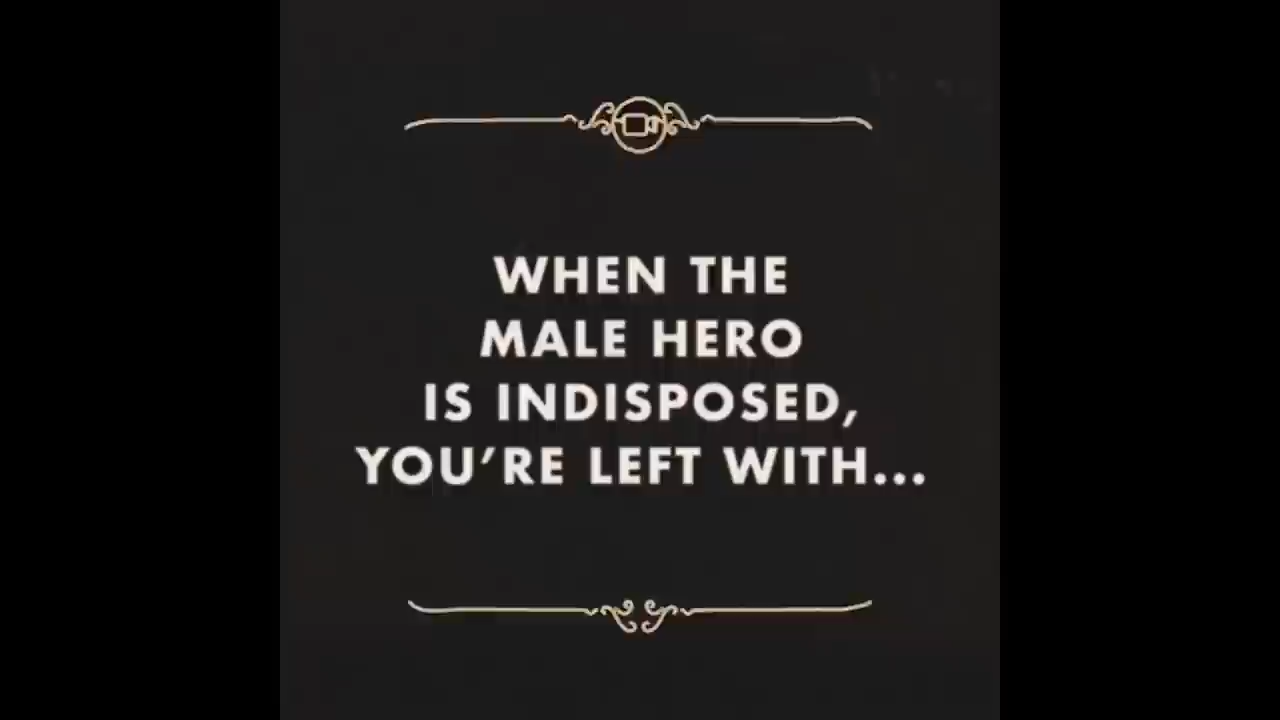 WHEN THE
MALE HERO
IS INDISPOSED,
YOU’RE LEFT WITH...